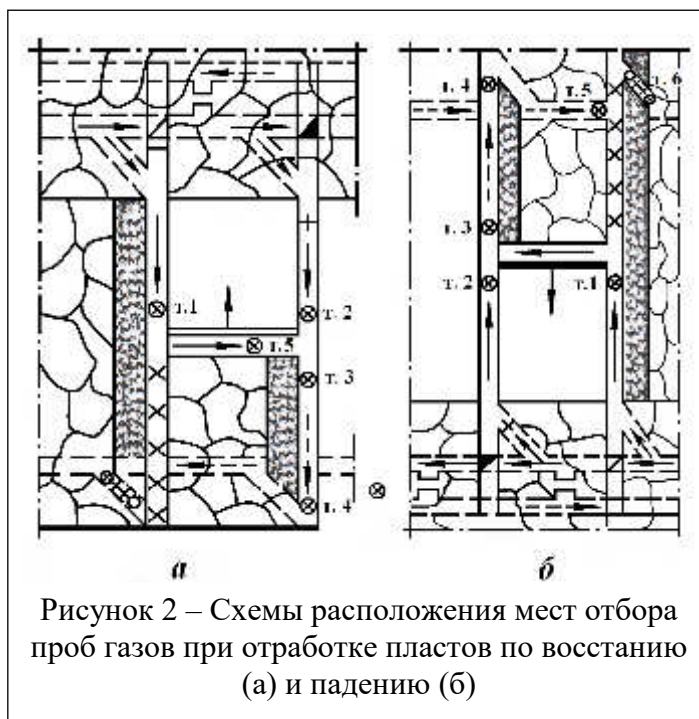 т. 4
т.5
т. 6
т. 3
т.1
т. 2
т. 2
т.1
т.5
т. 3
т. 4
а
б
Рисунок 2 – Схемы расположения мест отбора
проб газов при отработке пластов по восстанию
(а) и падению (б)